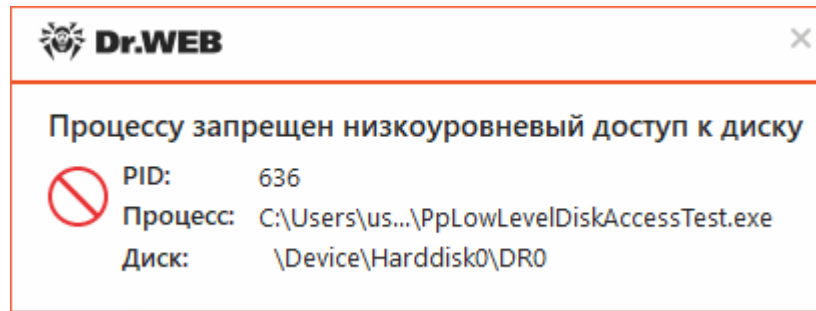 Dr.WEB
Процессу запрещен низкоуровневый доступ к диску
PID: 636
Процесс: C:\Users\us...\PpLowLevelDiskAccessTest.exe
Диск: \Device\Harddisk0\DR0